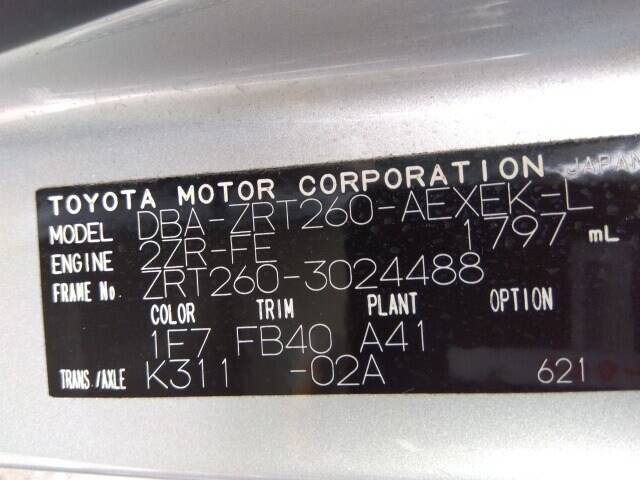 TOYOTA MOTOR CORPORATION JAPAN
MODEL DBA-ZRT260-AEXEK-L
ENGINE 2ZR-FE 1797 mL
FRAME No. ZRT260-3024488
COLOR TRIM PLANT OPTION
1F7 FB40 A41
TRANS./AXLE K311 -02A 621